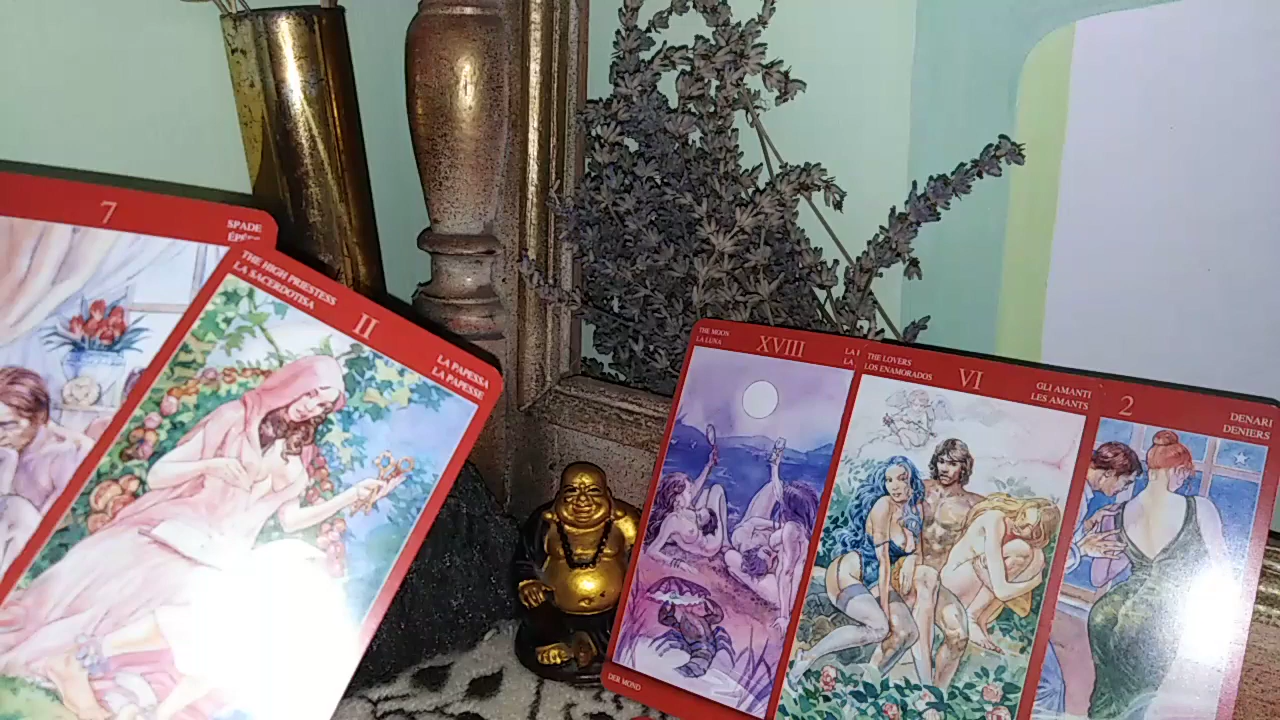 7
SPADE
THE HIGH PRIESTESS
LA SACERDOTISA
II
LA PAPESSA
LA PAPESSE
THE MOON
LA LUNA
XVIII
DER MOND
THE LOVERS
LOS ENAMORADOS
VI
GLI AMANTI
LES AMANTS
2
DENARI
DENIERS